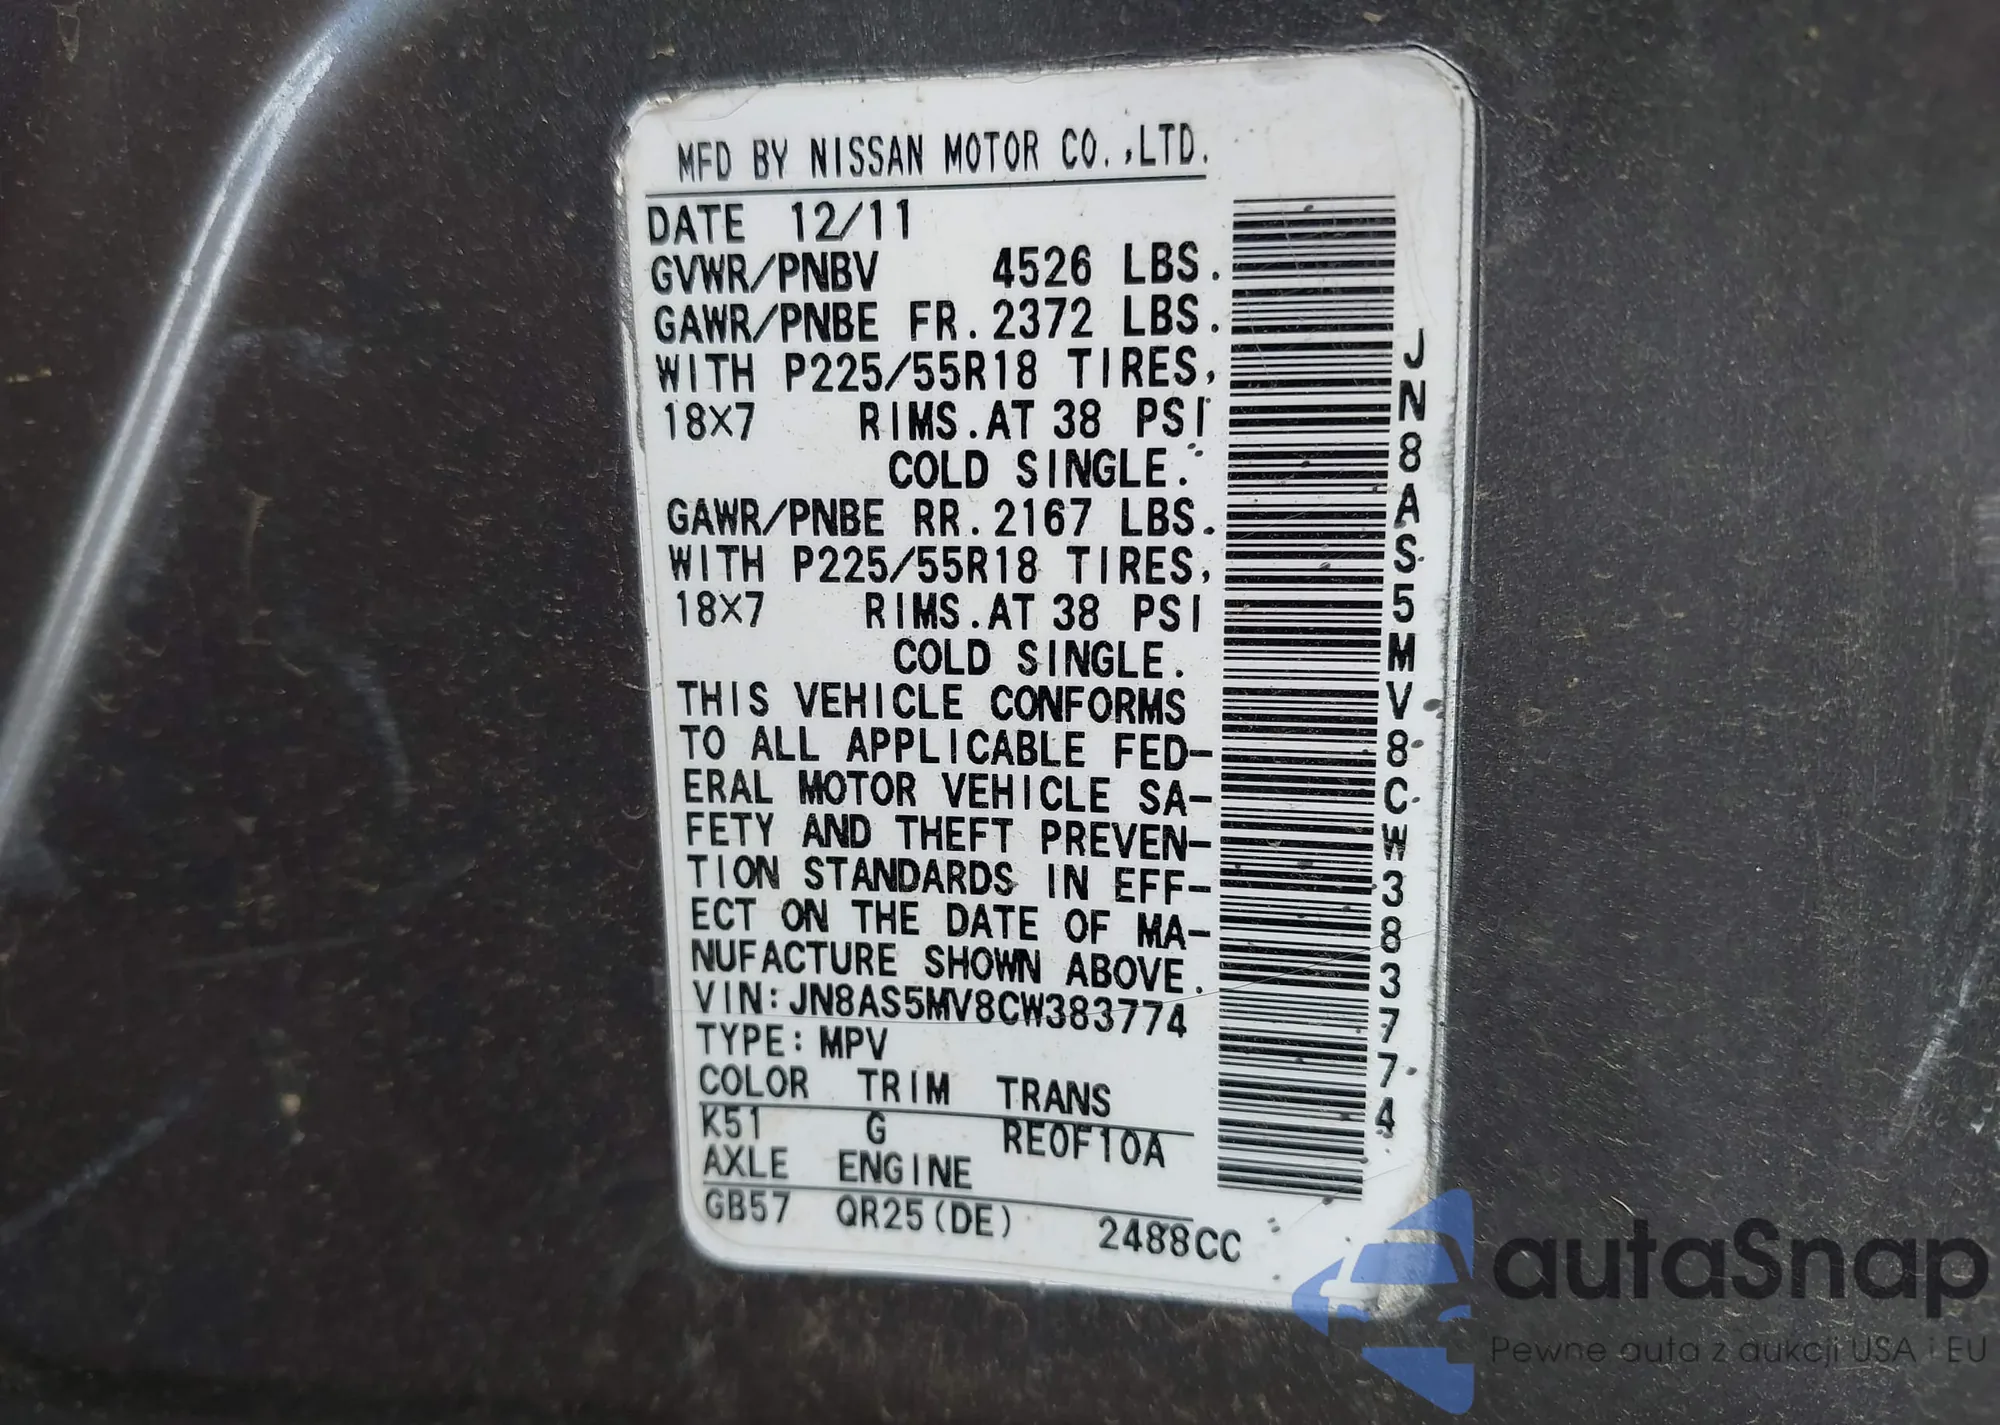 MFD BY NISSAN MOTOR CO.,LTD.
DATE 12/11
GVWR/PNBV 4526 LBS.
GAWR/PNBE FR. 2372 LBS.
WITH P225/55R18 TIRES,
18X7 RIMS.AT 38 PSI
COLD SINGLE.
GAWR/PNBE RR. 2167 LBS.
WITH P225/55R18 TIRES,
18X7 RIMS.AT 38 PSI
COLD SINGLE.
THIS VEHICLE CONFORMS
TO ALL APPLICABLE FED-
ERAL MOTOR VEHICLE SA-
FETY AND THEFT PREVEN-
TION STANDARDS IN EFF-
ECT ON THE DATE OF MA-
NUFACTURE SHOWN ABOVE.
VIN:JN8AS5MV8CW383774
TYPE:MPV
COLOR TRIM TRANS
K51 G RE0F10A
AXLE ENGINE
GB57 QR25(DE) 2488CC
JN8AS5MV8CW383774
autaSnap
Pewne auta z aukcji USA i EU